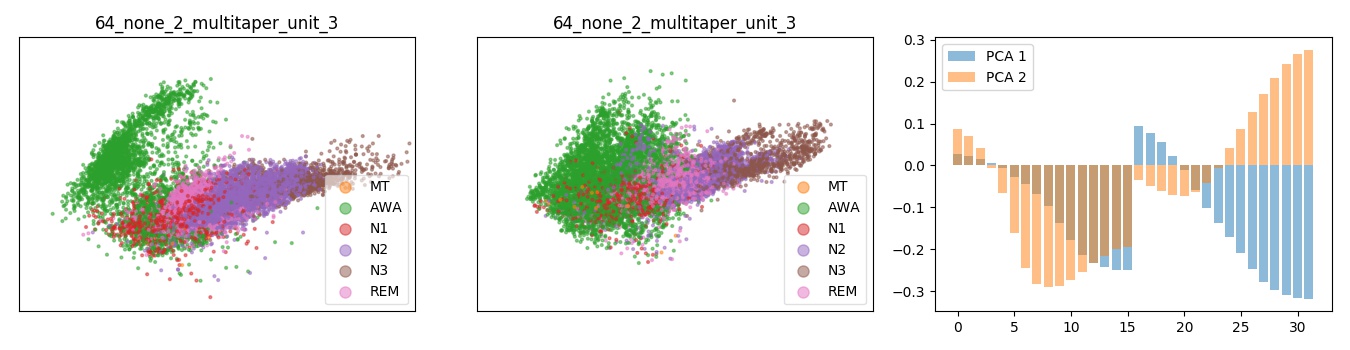 64_none_2_multitaper_unit_3
MT
AWA
N1
N2
N3
REM
64_none_2_multitaper_unit_3
MT
AWA
N1
N2
N3
REM
PCA 1
PCA 2
0.3
0.2
0.1
0.0
−0.1
−0.2
−0.3
0 5 10 15 20 25 30